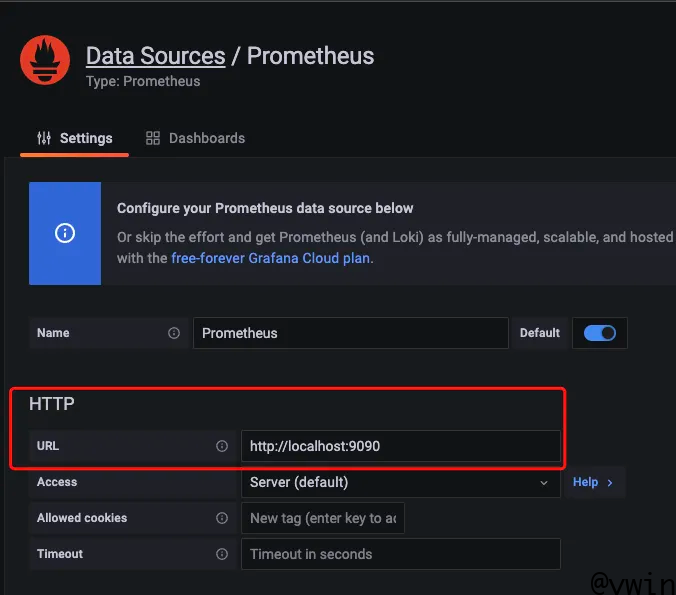 Data Sources / Prometheus
Type: Prometheus
Settings
Dashboards
Configure your Prometheus data source below
Or skip the effort and get Prometheus (and Loki) as fully-managed, scalable, and hosted
with the free-forever Grafana Cloud plan.
Name
Prometheus
Default
HTTP
URL
http://localhost:9090
Access
Server (default)
Help >
Allowed cookies
New tag (enter key to ac
Timeout
Timeout in seconds